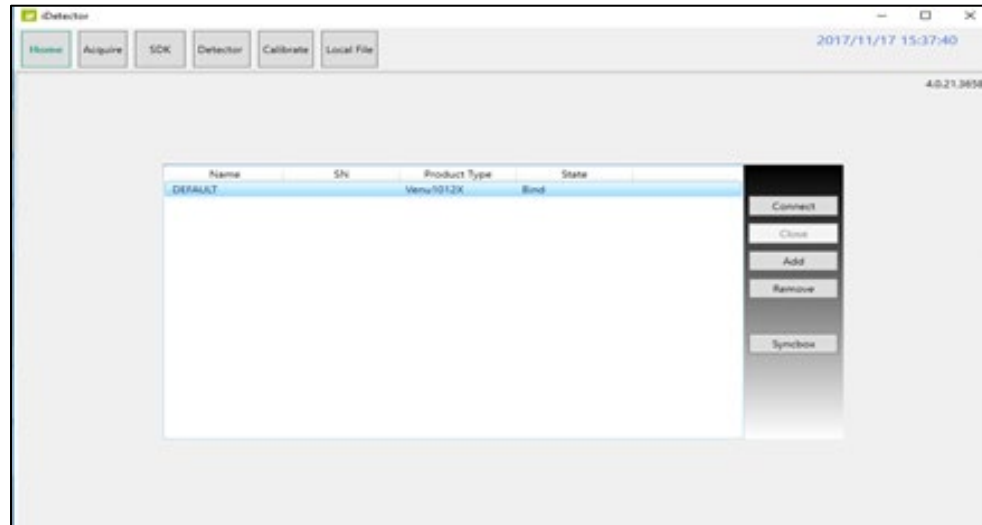 iDetector
Home Acquire SDK Detector Calibrate Local File 2017/11/17 15:37:40
4.0.21.3658
Name SN Product Type State
DEFAULT Venu1012X Bind
Connect
Close
Add
Remove
Syncbox